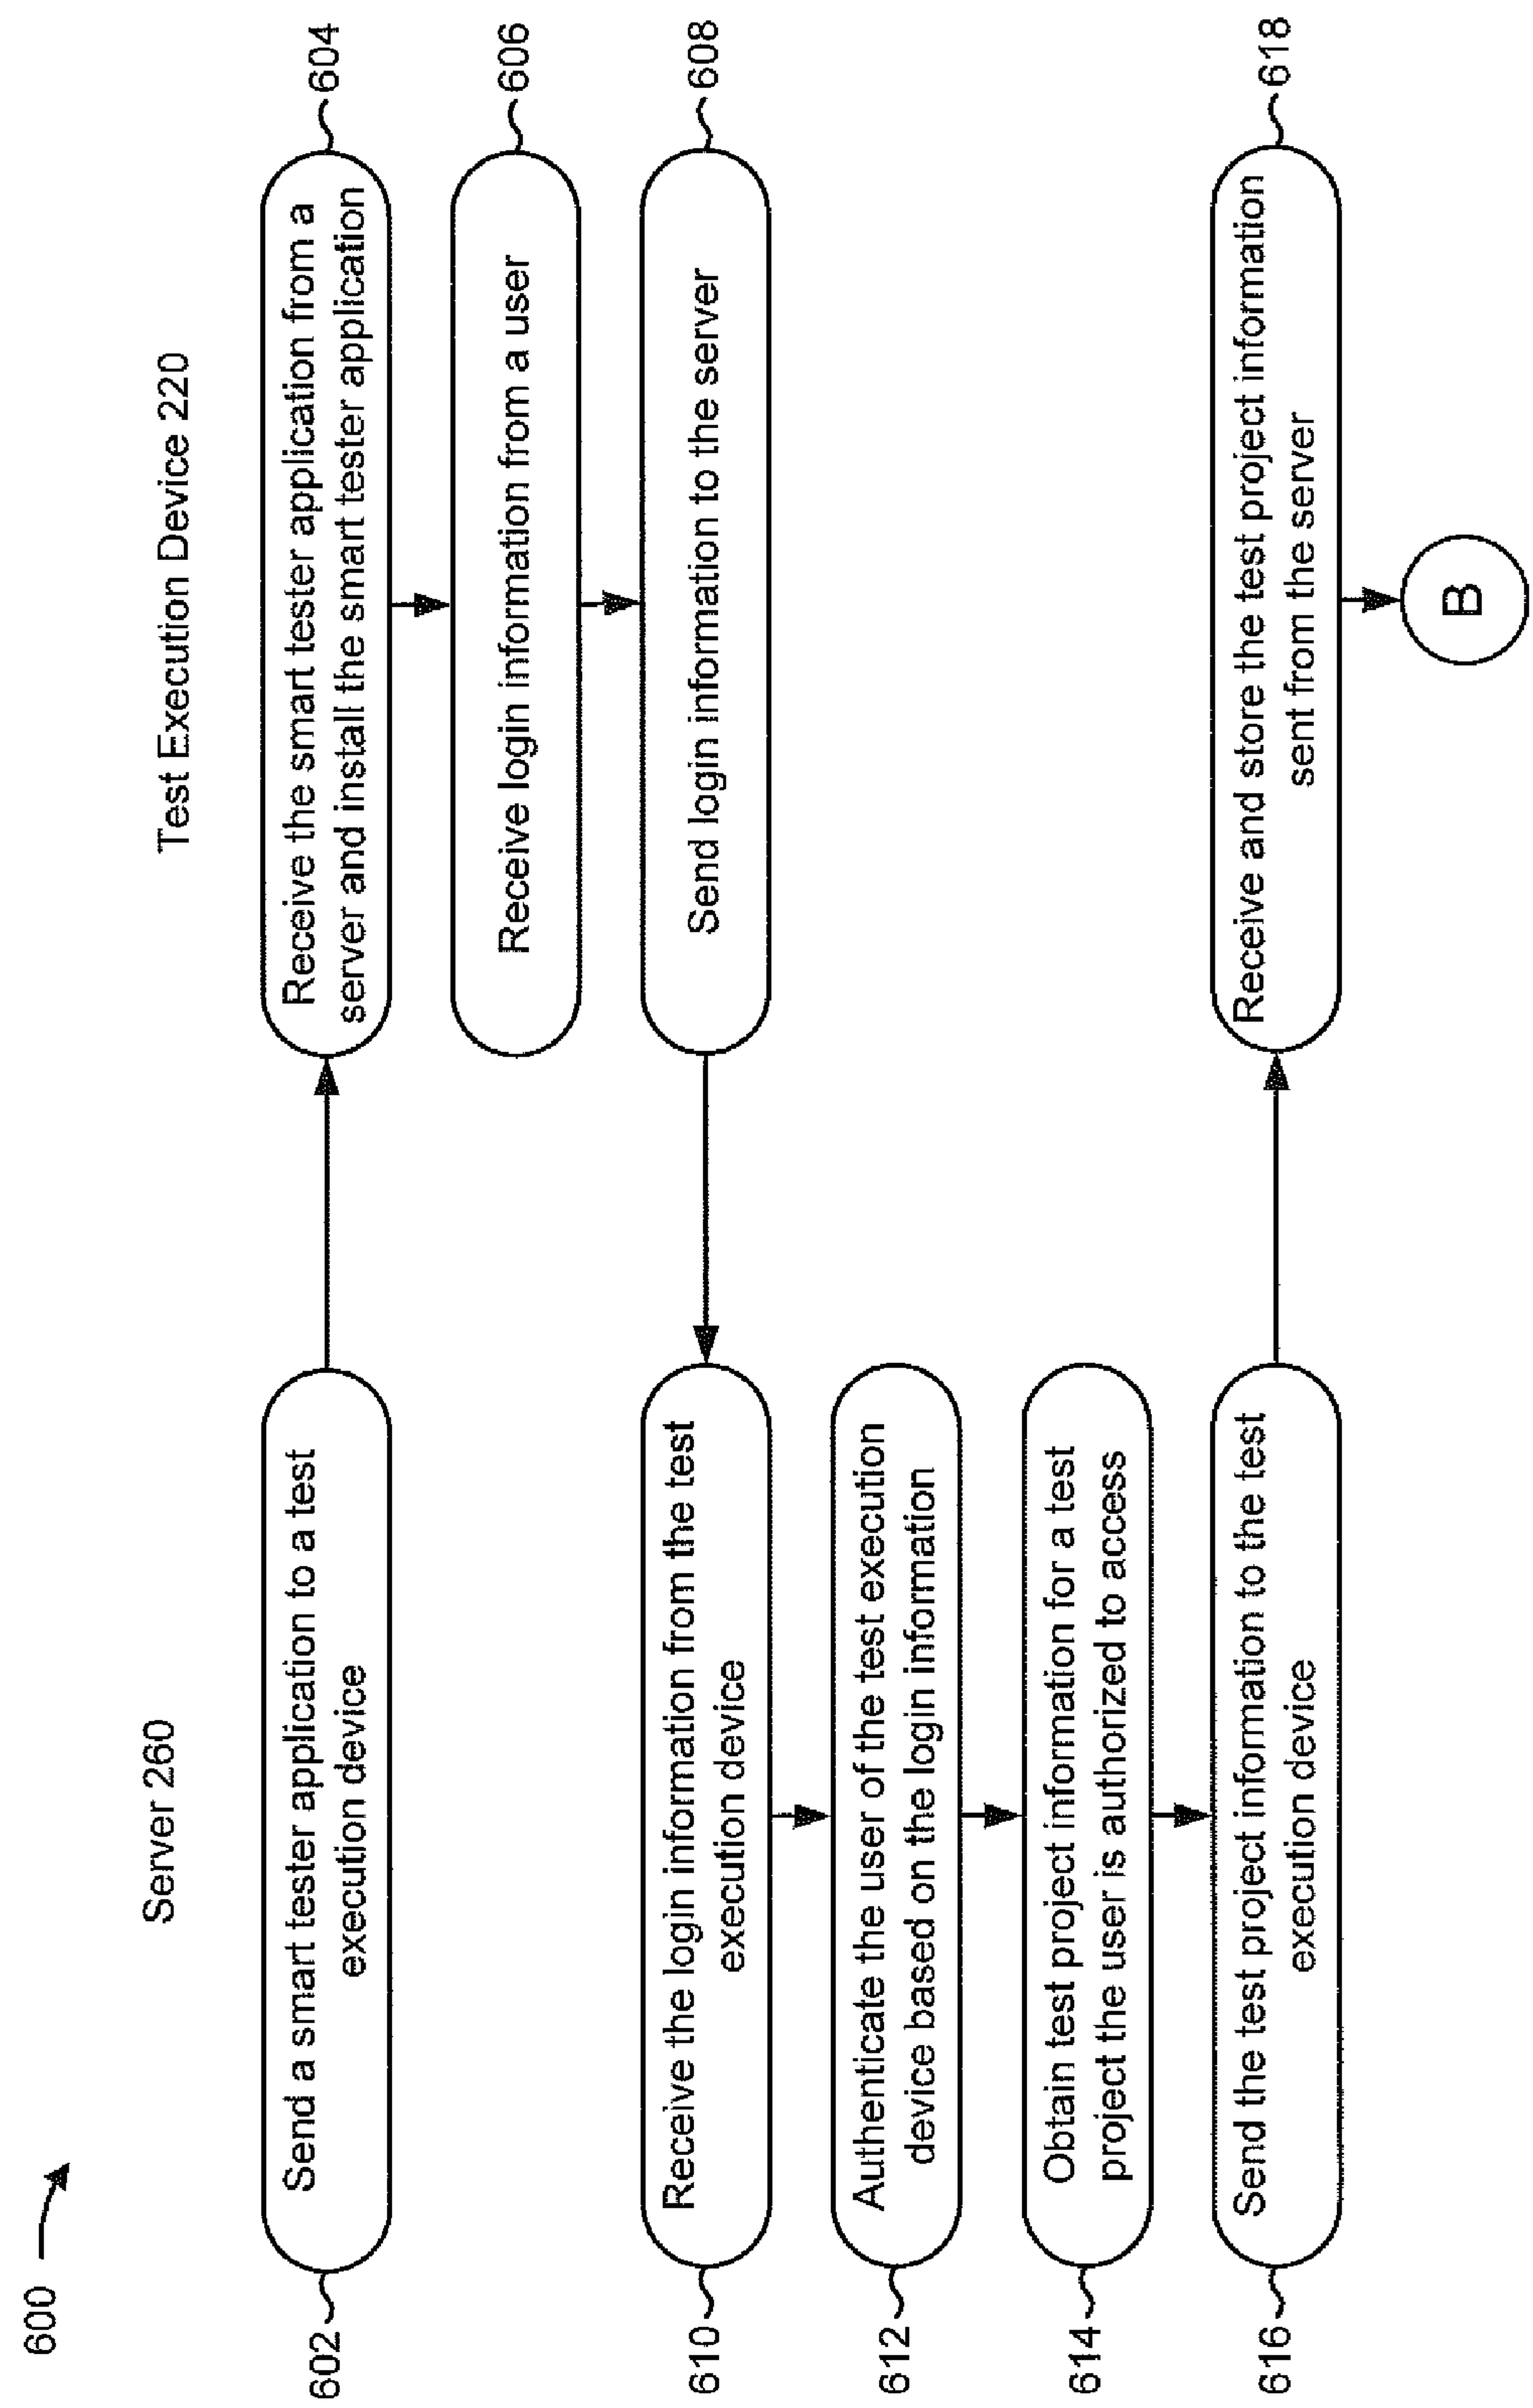 600
Server 260
Test Execution Device 220
602
Send a smart tester application to a test
execution device
Receive the smart tester application from a
server and install the smart tester application
604
Receive login information from a user
606
Send login information to the server
608
610
Receive the login information from the test
execution device
612
Authenticate the user of the test execution
device based on the login information
614
Obtain test project information for a test
project the user is authorized to access
616
Send the test project information to the test
execution device
Receive and store the test project information
sent from the server
618
B